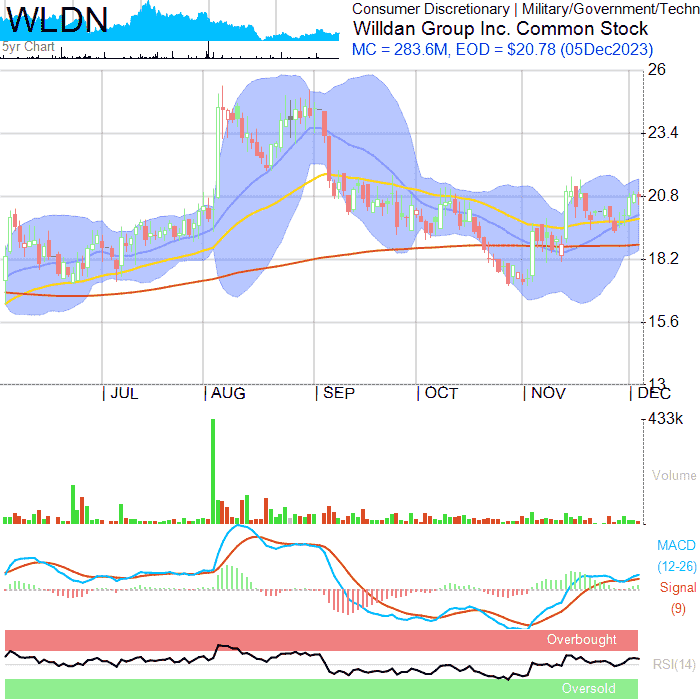 WLDN
5yr Chart
Consumer Discretionary | Military/Government/Techn
Willdan Group Inc. Common Stock
MC = 283.6M, EOD = $20.78 (05Dec2023)
26
23.4
20.8
18.2
15.6
13
JUL AUG SEP OCT NOV DEC
433k
Volume
MACD
(12-26)
Signal
(9)
Overbought
RSI(14)
Oversold